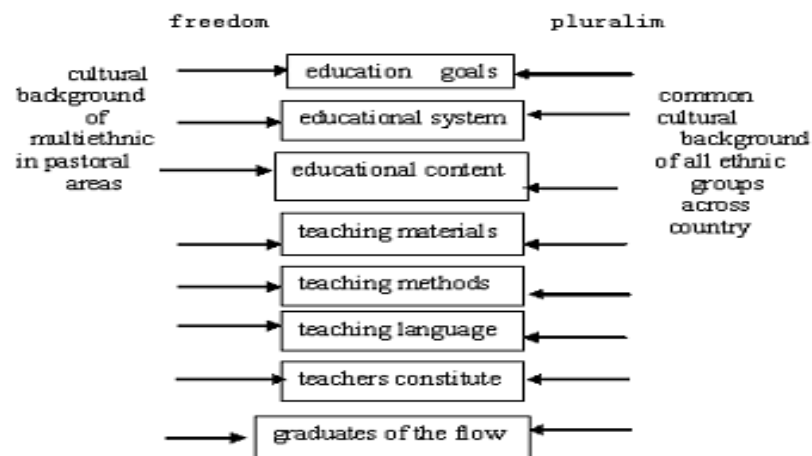 freedom
pluralim
cultural
background
of
multiethnic
in pastoral
areas
education goals
educational system
educational content
teaching materials
teaching methods
teaching language
teachers constitute
graduates of the flow
common
cultural
background
of all ethnic
groups
across
country